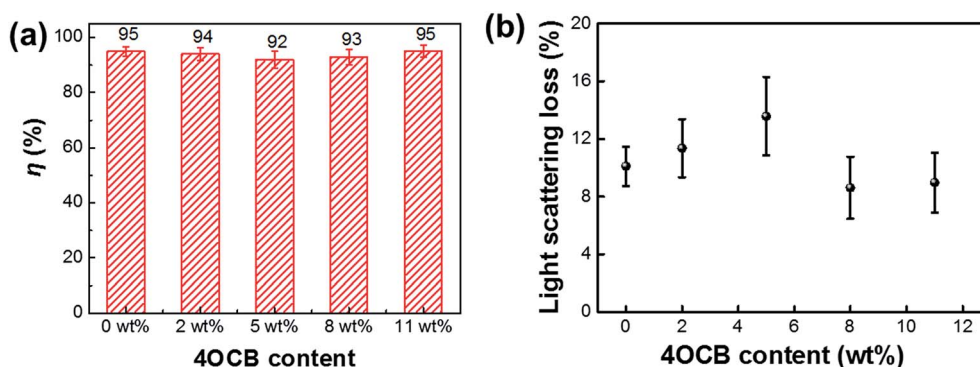 (a)
100
80
60
40
20
0
η (%)
95
94
92
93
95
0 wt%
2 wt%
5 wt%
8 wt%
11 wt%
4OCB content
(b)
20
16
12
8
4
0
Light scattering loss (%)
0
2
4
6
8
10
12
4OCB content (wt%)